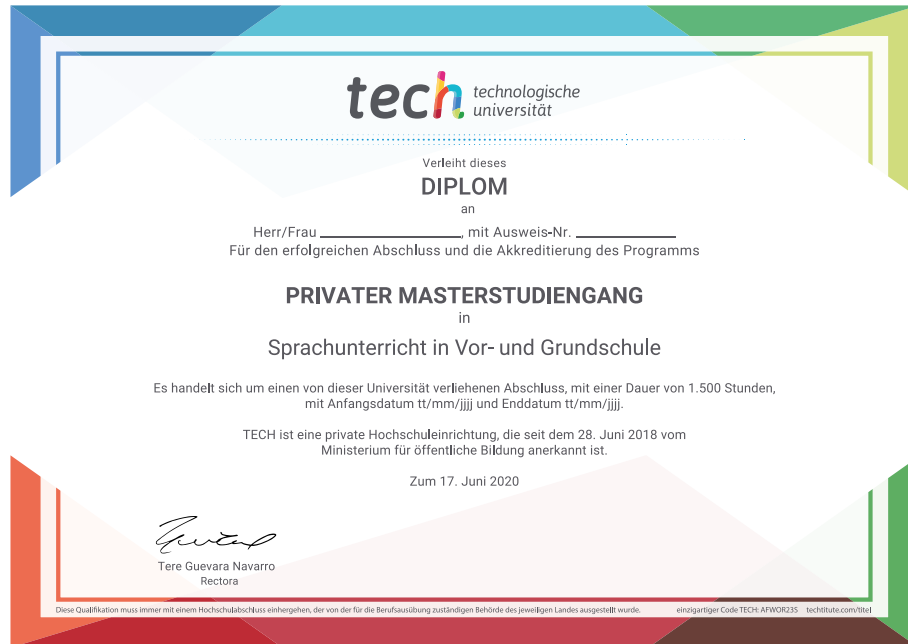 tech technologische
universität
Verleiht dieses
DIPLOM
an
Herr/Frau ____________________, mit Ausweis-Nr. ______________
Für den erfolgreichen Abschluss und die Akkreditierung des Programms
PRIVATER MASTERSTUDIENGANG
in
Sprachunterricht in Vor- und Grundschule
Es handelt sich um einen von dieser Universität verliehenen Abschluss, mit einer Dauer von 1.500 Stunden,
mit Anfangsdatum tt/mm/jjjj und Enddatum tt/mm/jjjj.
TECH ist eine private Hochschuleinrichtung, die seit dem 28. Juni 2018 vom
Ministerium für öffentliche Bildung anerkannt ist.
Zum 17. Juni 2020
Tere Guevara Navarro
Rectora
Diese Qualifikation muss immer mit einem Hochschulabschluss einhergehen, der von der für die Berufsausübung zuständigen Behörde des jeweiligen Landes ausgestellt wurde. einzigartiger Code TECH: AFWOR23S techtitute.com/titel